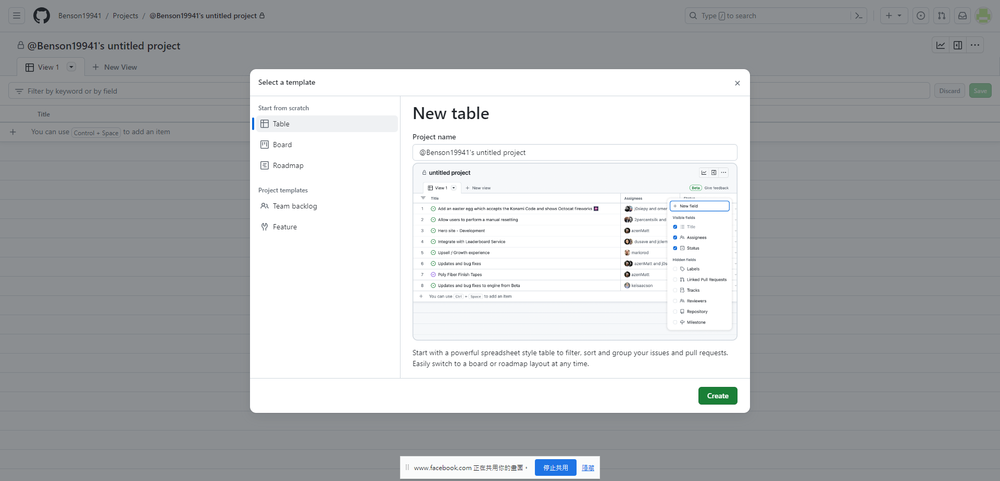 Benson19941 / Projects / @Benson19941's untitled project
Type / to search
@Benson19941's untitled project
View 1
New View
Filter by keyword or by field
Discard
Save
Title
You can use Control + Space to add an item
Select a template
Start from scratch
Table
Board
Roadmap
Project templates
Team backlog
Feature
New table
Project name
@Benson19941's untitled project
untitled project
View 1
New view
Beta Give feedback
Title
Assignees
1 Add an easter egg which accepts the Konami Code and shows Octocat fireworks
j0siepy and omer
2 Allow users to perform a manual resetting
2percentsilk and
3 Hero site - Development
azenMatt
4 Integrate with Leaderboard Service
dusave and jclem
5 Upsell / Growth experience
mariorod
6 Updates and bug fixes
azenMatt and j0s
7 Poly Fiber Finish Tapes
azenMatt
8 Updates and bug fixes to engine from Beta
keisaacson
You can use Ctrl + Space to add an item
New field
Visible fields
Title
Assignees
Status
Hidden fields
Labels
Linked Pull Requests
Tracks
Reviewers
Repository
Milestone
Start with a powerful spreadsheet style table to filter, sort and group your issues and pull requests.
Easily switch to a board or roadmap layout at any time.
Create
www.facebook.com 正在共用你的畫面。
停止共用
隱藏